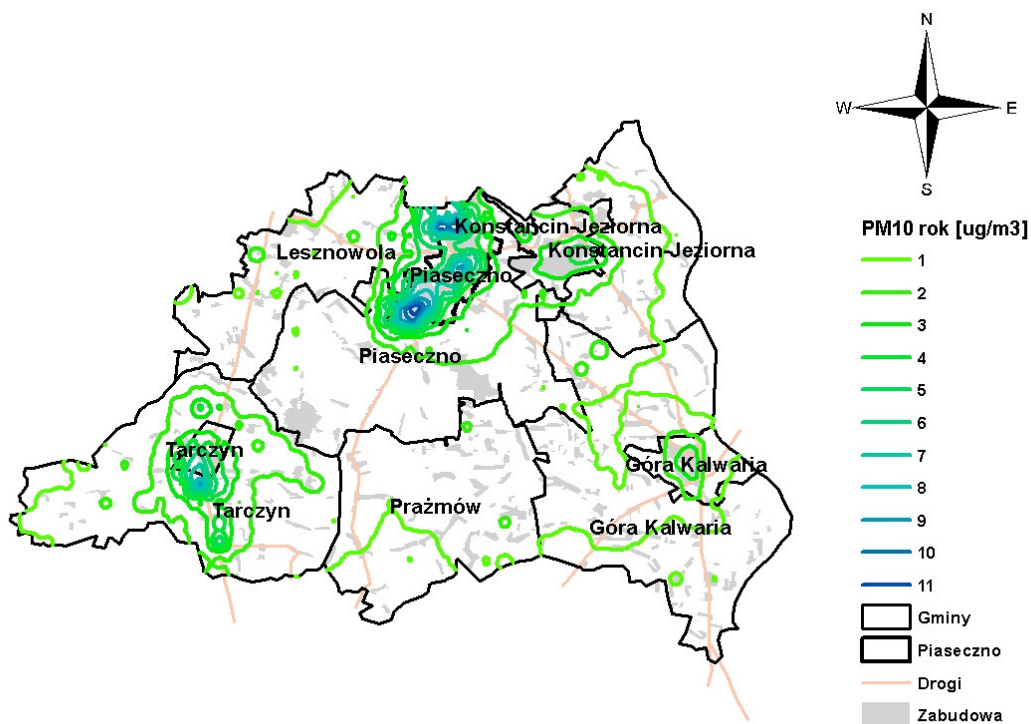 N
W
E
S
PM10 rok [ug/m3]
1
2
3
4
5
6
7
8
9
10
11
Gminy
Piaseczno
Drogi
Zabudowa
Konstancin-Jeziorna
Lesznowola
Konstancin-Jeziorna
Piaseczno
Piaseczno
Tarczyn
Góra Kalwaria
Prażmów
Tarczyn
Góra Kalwaria